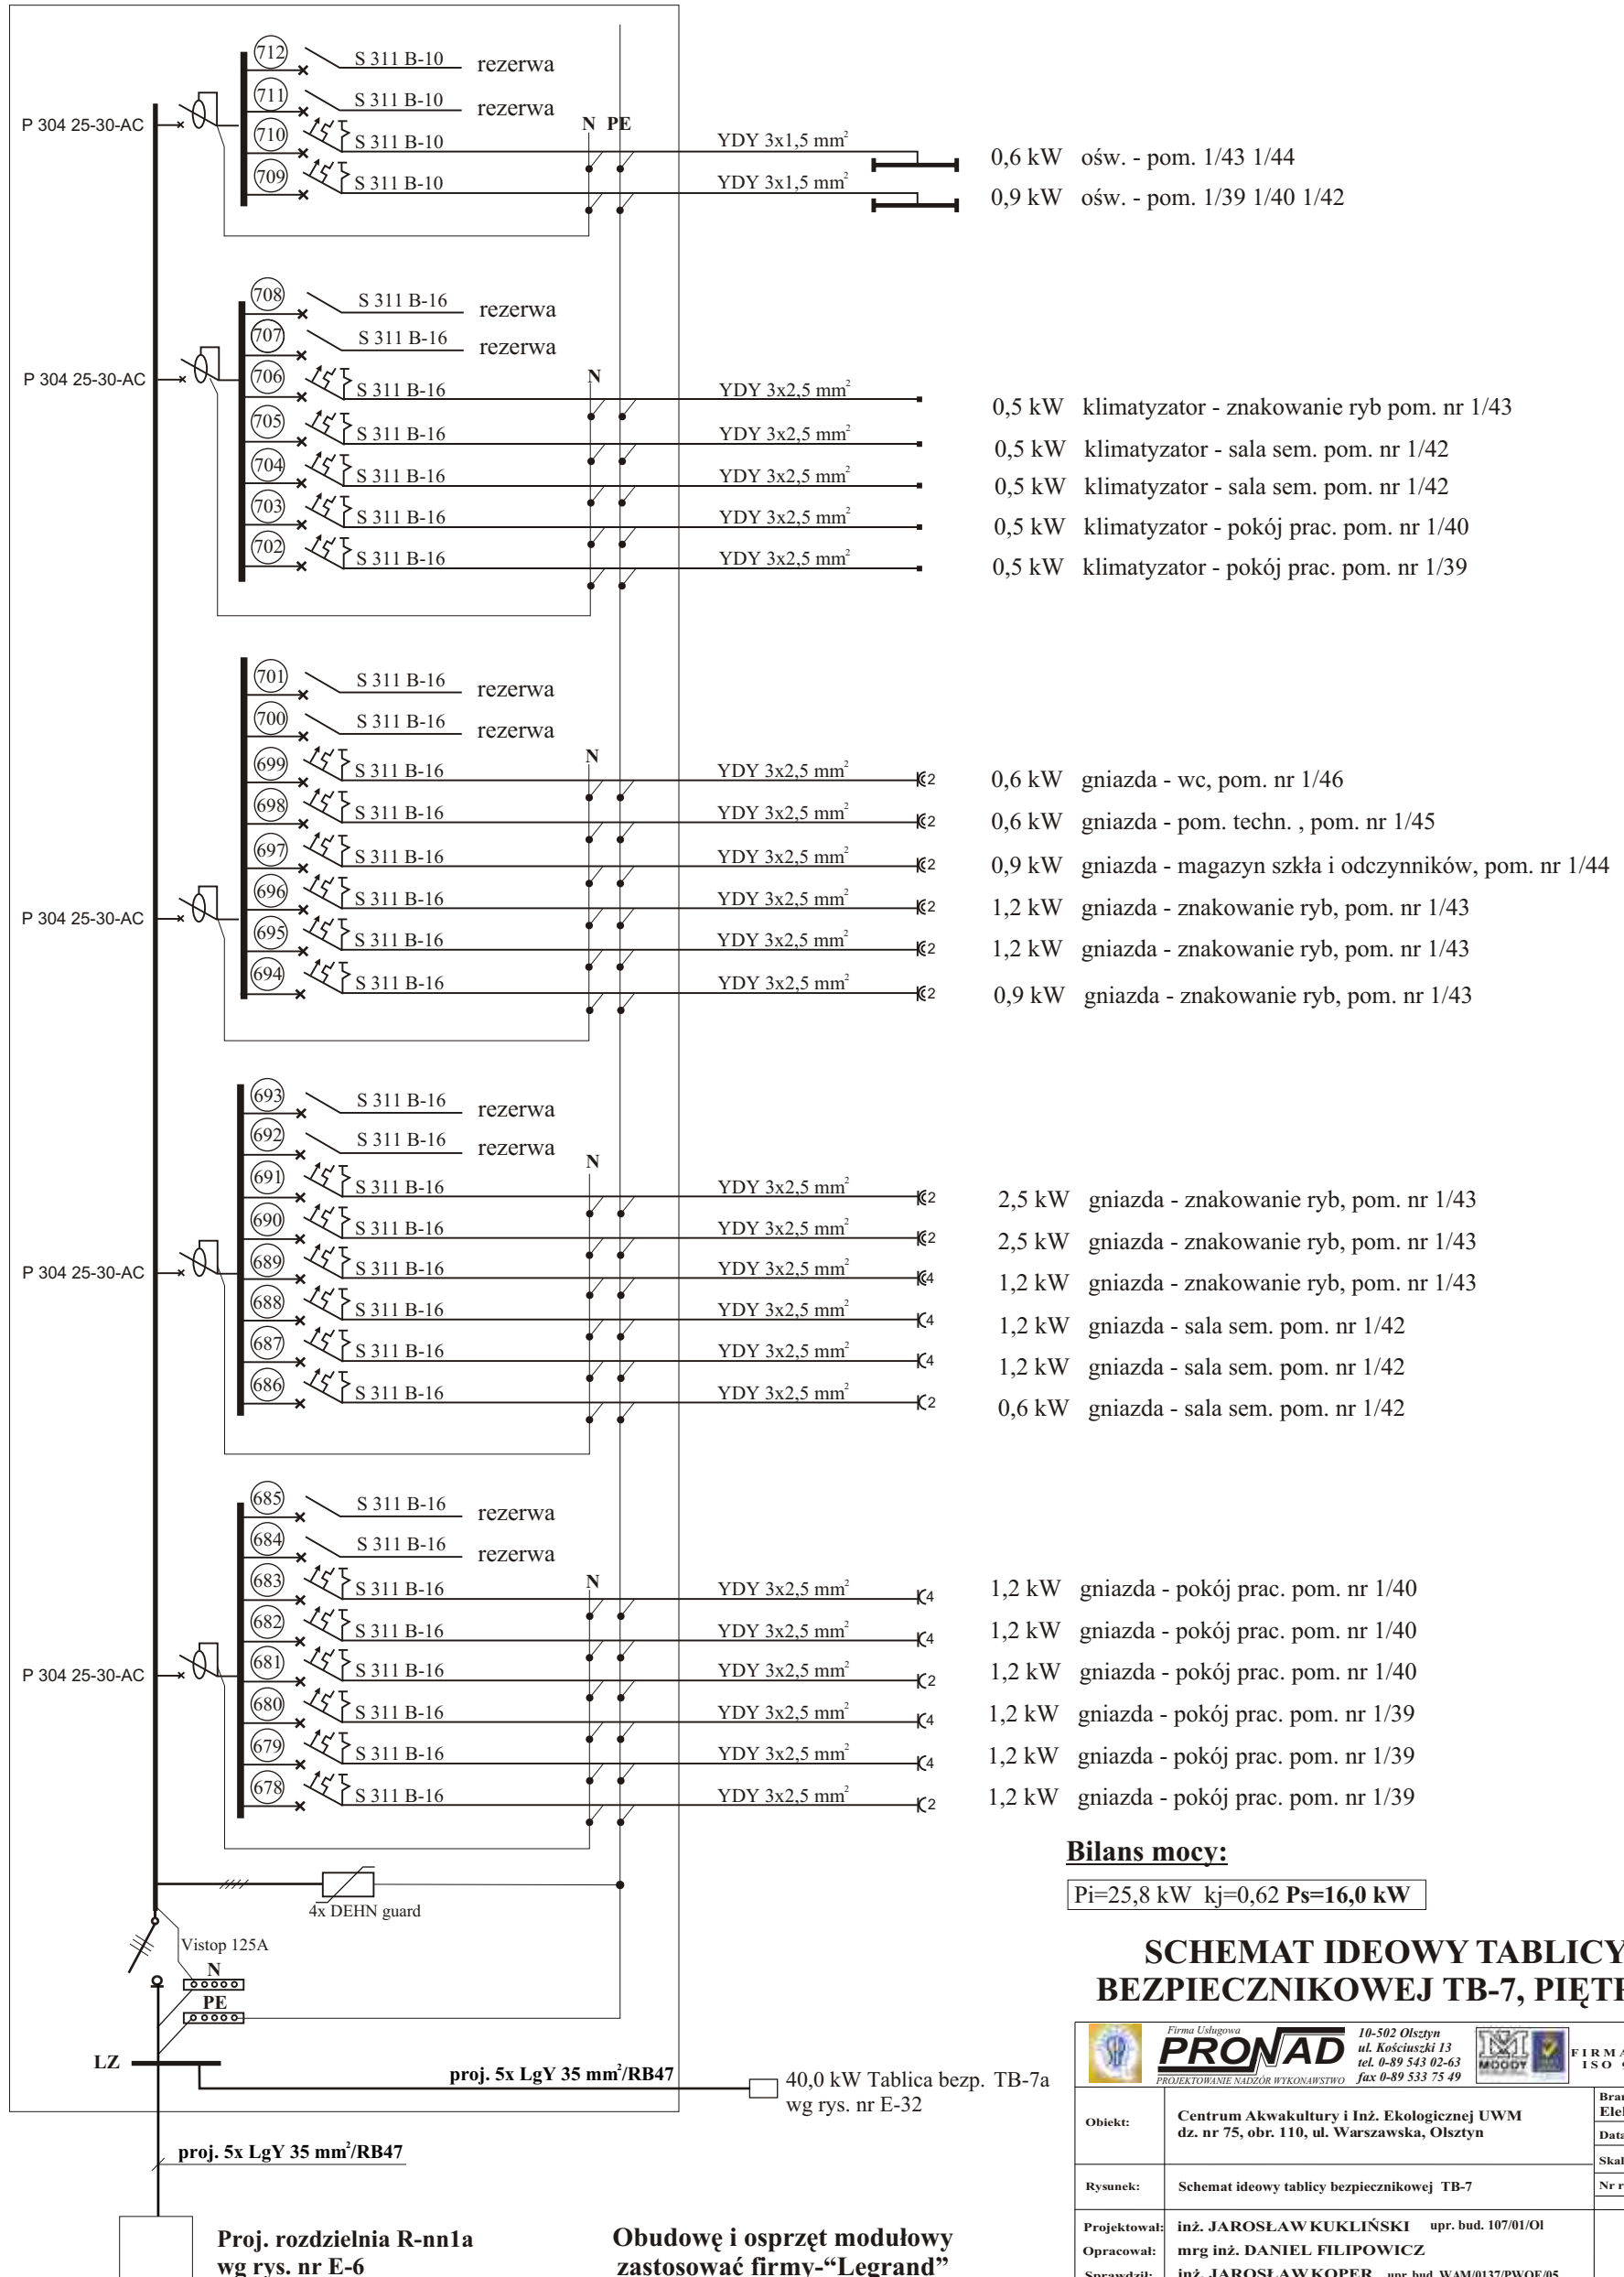 712 S 311 B-10 rezerwa
711 S 311 B-10 rezerwa
P 304 25-30-AC
N PE
710 S 311 B-10 YDY 3x1,5 mm² 0,6 kW ośw. - pom. 1/43 1/44
709 S 311 B-10 YDY 3x1,5 mm² 0,9 kW ośw. - pom. 1/39 1/40 1/42
708 S 311 B-16 rezerwa
707 S 311 B-16 rezerwa
P 304 25-30-AC
N
706 S 311 B-16 YDY 3x2,5 mm² 0,5 kW klimatyzator - znakowanie ryb pom. nr 1/43
705 S 311 B-16 YDY 3x2,5 mm² 0,5 kW klimatyzator - sala sem. pom. nr 1/42
704 S 311 B-16 YDY 3x2,5 mm² 0,5 kW klimatyzator - sala sem. pom. nr 1/42
703 S 311 B-16 YDY 3x2,5 mm² 0,5 kW klimatyzator - pokój prac. pom. nr 1/40
702 S 311 B-16 YDY 3x2,5 mm² 0,5 kW klimatyzator - pokój prac. pom. nr 1/39
701 S 311 B-16 rezerwa
700 S 311 B-16 rezerwa
N
699 S 311 B-16 YDY 3x2,5 mm² 2 0,6 kW gniazda - wc, pom. nr 1/46
698 S 311 B-16 YDY 3x2,5 mm² 2 0,6 kW gniazda - pom. techn. , pom. nr 1/45
697 S 311 B-16 YDY 3x2,5 mm² 2 0,9 kW gniazda - magazyn szkła i odczynników, pom. nr 1/44
696 S 311 B-16 YDY 3x2,5 mm² 2 1,2 kW gniazda - znakowanie ryb, pom. nr 1/43
P 304 25-30-AC
695 S 311 B-16 YDY 3x2,5 mm² 2 1,2 kW gniazda - znakowanie ryb, pom. nr 1/43
694 S 311 B-16 YDY 3x2,5 mm² 2 0,9 kW gniazda - znakowanie ryb, pom. nr 1/43
693 S 311 B-16 rezerwa
692 S 311 B-16 rezerwa
N
691 S 311 B-16 YDY 3x2,5 mm² 2 2,5 kW gniazda - znakowanie ryb, pom. nr 1/43
690 S 311 B-16 YDY 3x2,5 mm² 2 2,5 kW gniazda - znakowanie ryb, pom. nr 1/43
P 304 25-30-AC
689 S 311 B-16 YDY 3x2,5 mm² 4 1,2 kW gniazda - znakowanie ryb, pom. nr 1/43
688 S 311 B-16 YDY 3x2,5 mm² 4 1,2 kW gniazda - sala sem. pom. nr 1/42
687 S 311 B-16 YDY 3x2,5 mm² 4 1,2 kW gniazda - sala sem. pom. nr 1/42
686 S 311 B-16 YDY 3x2,5 mm² 2 0,6 kW gniazda - sala sem. pom. nr 1/42
685 S 311 B-16 rezerwa
684 S 311 B-16 rezerwa
N
683 S 311 B-16 YDY 3x2,5 mm² 4 1,2 kW gniazda - pokój prac. pom. nr 1/40
682 S 311 B-16 YDY 3x2,5 mm² 4 1,2 kW gniazda - pokój prac. pom. nr 1/40
P 304 25-30-AC
681 S 311 B-16 YDY 3x2,5 mm² 2 1,2 kW gniazda - pokój prac. pom. nr 1/40
680 S 311 B-16 YDY 3x2,5 mm² 4 1,2 kW gniazda - pokój prac. pom. nr 1/39
679 S 311 B-16 YDY 3x2,5 mm² 4 1,2 kW gniazda - pokój prac. pom. nr 1/39
678 S 311 B-16 YDY 3x2,5 mm² 2 1,2 kW gniazda - pokój prac. pom. nr 1/39
Bilans mocy:
Pi=25,8 kW kj=0,62 Ps=16,0 kW
4x DEHN guard
Vistop 125A
N
PE
LZ
proj. 5x LgY 35 mm²/RB47
40,0 kW Tablica bezp. TB-7a
wg rys. nr E-32
proj. 5x LgY 35 mm²/RB47
Proj. rozdzielnia R-nn1a
wg rys. nr E-6
Obudowę i osprzęt modułowy
zastosować firmy-“Legrand”
SCHEMAT IDEOWY TABLICY
BEZPIECZNIKOWEJ TB-7,
Firma Usługowa
PRONAD
PROJEKTOWANIE NADZÓR WYKONAWSTWO
10-502 Olsztyn
ul. Kościuszki 13
tel. 0-89 543 02-63
fax 0-89 533 75 49
MOODY
FIRMA
ISO
Obiekt: Centrum Akwakultury i Inż. Ekologicznej UWM
dz. nr 75, obr. 110, ul. Warszawska, Olsztyn
Rysunek: Schemat ideowy tablicy bezpiecznikowej TB-7
Nr
Projektował: inż. JAROSŁAW KUKLIŃSKI upr. bud. 107/01/Ol
Opracował: mrg inż. DANIEL FILIPOWICZ
Sprawdził: inż. JAROSŁAW KOPER upr. bud. WAM/0137/PWOE/05